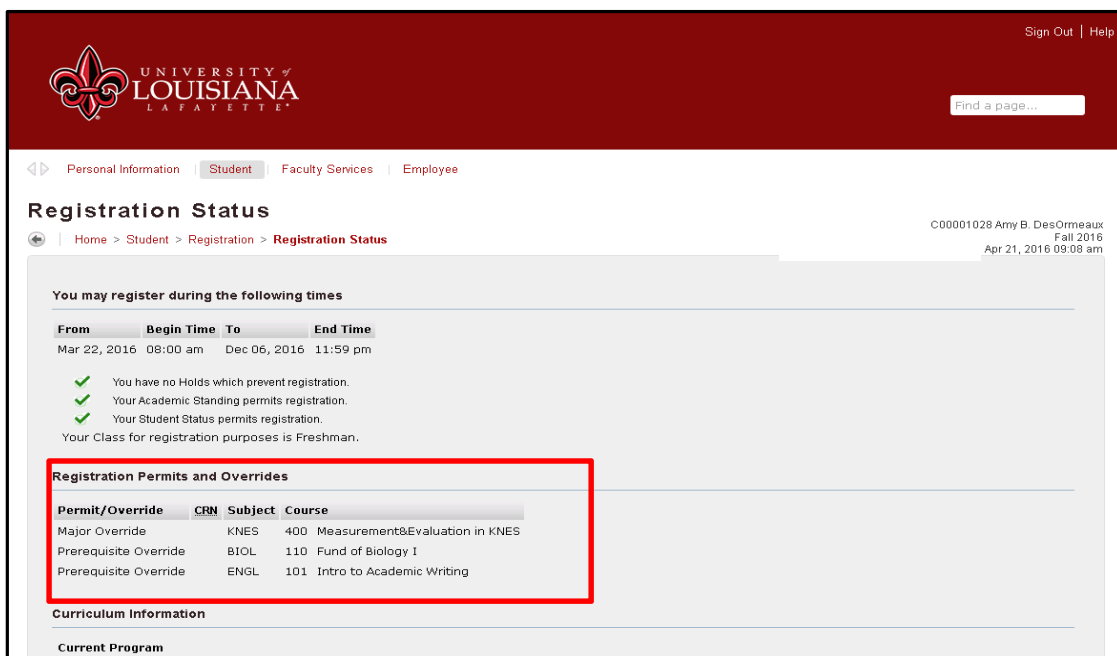 Sign Out | Help
UNIVERSITY of
LOUISIANA
LAFAYETTE
Find a page...
Personal Information | Student | Faculty Services | Employee
Registration Status
C00001028 Amy B. DesOrmeaux
Home > Student > Registration > Registration Status
Fall 2016
Apr 21, 2016 09:08 am
You may register during the following times
From Begin Time To End Time
Mar 22, 2016 08:00 am Dec 06, 2016 11:59 pm
You have no Holds which prevent registration.
Your Academic Standing permits registration.
Your Student Status permits registration.
Your Class for registration purposes is Freshman.
Registration Permits and Overrides
Permit/Override CRN Subject Course
Major Override KNES 400 Measurement&Evaluation in KNES
Prerequisite Override BIOL 110 Fund of Biology I
Prerequisite Override ENGL 101 Intro to Academic Writing
Curriculum Information
Current Program